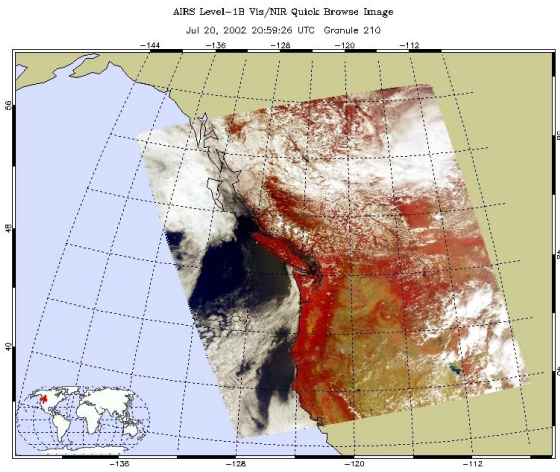 AIRS Level-1B Vis/NIR Quick Browse Image
Jul 20, 2002 20:59:26 UTC Granule 210
-144 -136 -128 -120 -112
56
48
40
-136 -128 -120 -112